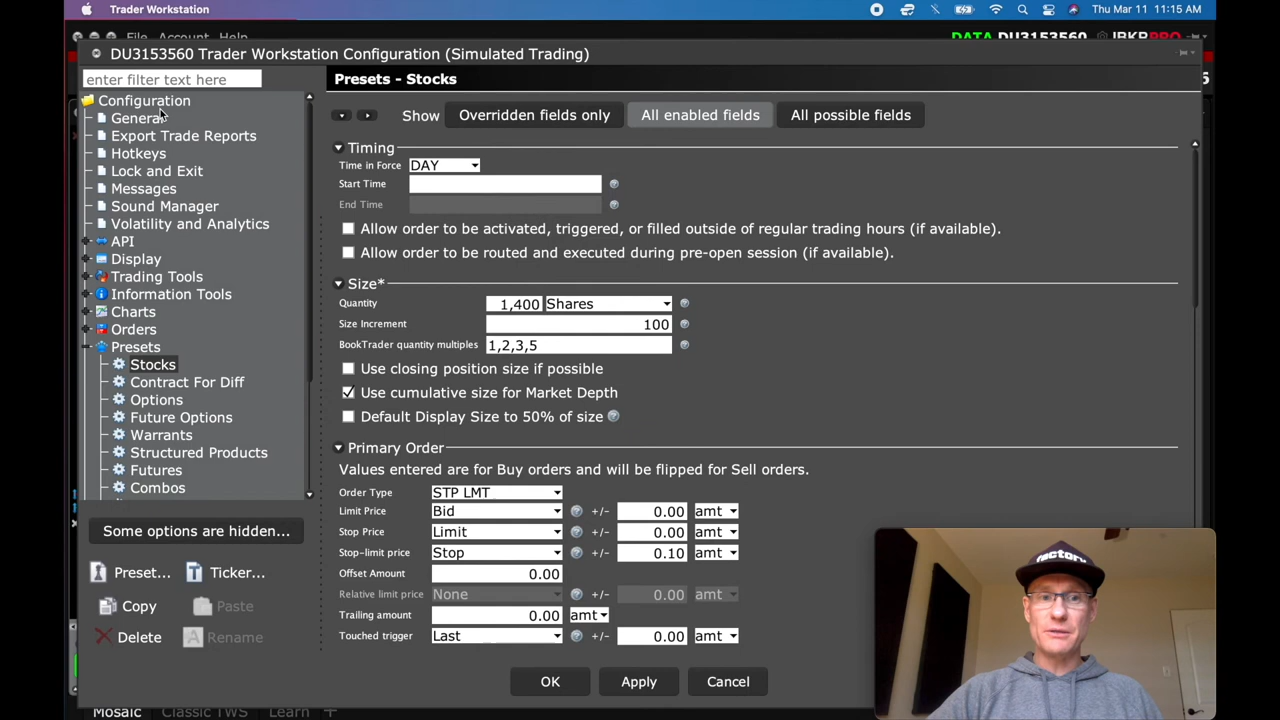 Trader Workstation
Thu Mar 11 11:15 AM
File Account Help
DATA DU3153560 IBKRPRO
DU3153560 Trader Workstation Configuration (Simulated Trading)
enter filter text here
Configuration
General
Export Trade Reports
Hotkeys
Lock and Exit
Messages
Sound Manager
Volatility and Analytics
API
Display
Trading Tools
Information Tools
Charts
Orders
Presets
Stocks
Contract For Diff
Options
Future Options
Warrants
Structured Products
Futures
Combos
Some options are hidden...
Preset... Ticker...
Copy Paste
Delete Rename
Presets - Stocks
Show Overridden fields only All enabled fields All possible fields
Timing
Time in Force DAY
Start Time
End Time
Allow order to be activated, triggered, or filled outside of regular trading hours (if available).
Allow order to be routed and executed during pre-open session (if available).
Size*
Quantity 1,400 Shares
Size Increment 100
BookTrader quantity multiples 1,2,3,5
Use closing position size if possible
Use cumulative size for Market Depth
Default Display Size to 50% of size
Primary Order
Values entered are for Buy orders and will be flipped for Sell orders.
Order Type STP LMT
Limit Price Bid +/- 0.00 amt
Stop Price Limit +/- 0.00 amt
Stop-limit price Stop +/- 0.10 amt
Offset Amount 0.00
Relative limit price None +/- 0.00 amt
Trailing amount 0.00 amt
Touched trigger Last +/- 0.00 amt
OK Apply Cancel
Mosaic Classic TWS Learn +
factory